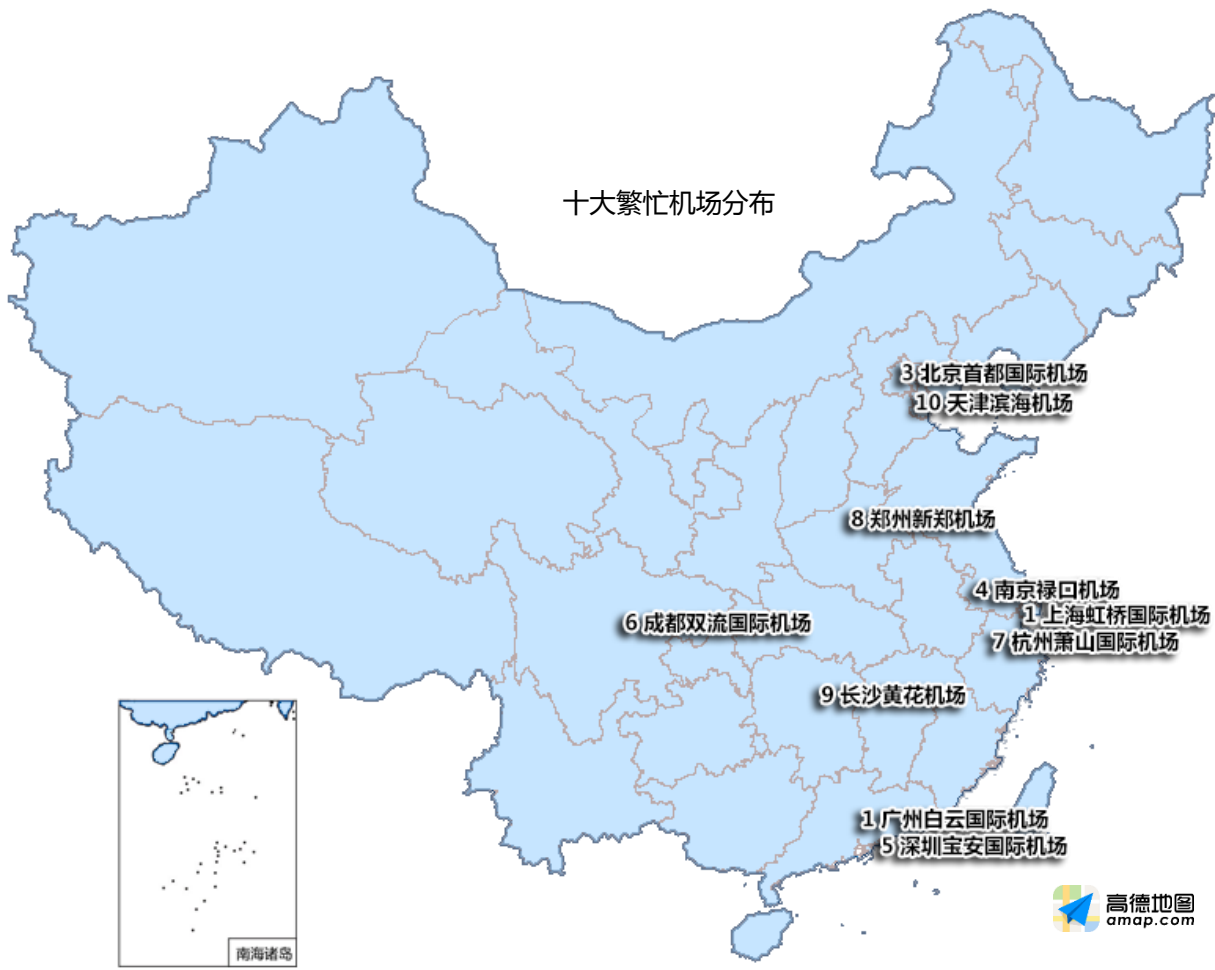 十大繁忙机场分布
3 北京首都国际机场
10 天津滨海机场
8 郑州新郑机场
4 南京禄口机场
1 上海虹桥国际机场
6 成都双流国际机场
7 杭州萧山国际机场
9 长沙黄花机场
1 广州白云国际机场
5 深圳宝安国际机场
高德地图
amap.com
南海诸岛